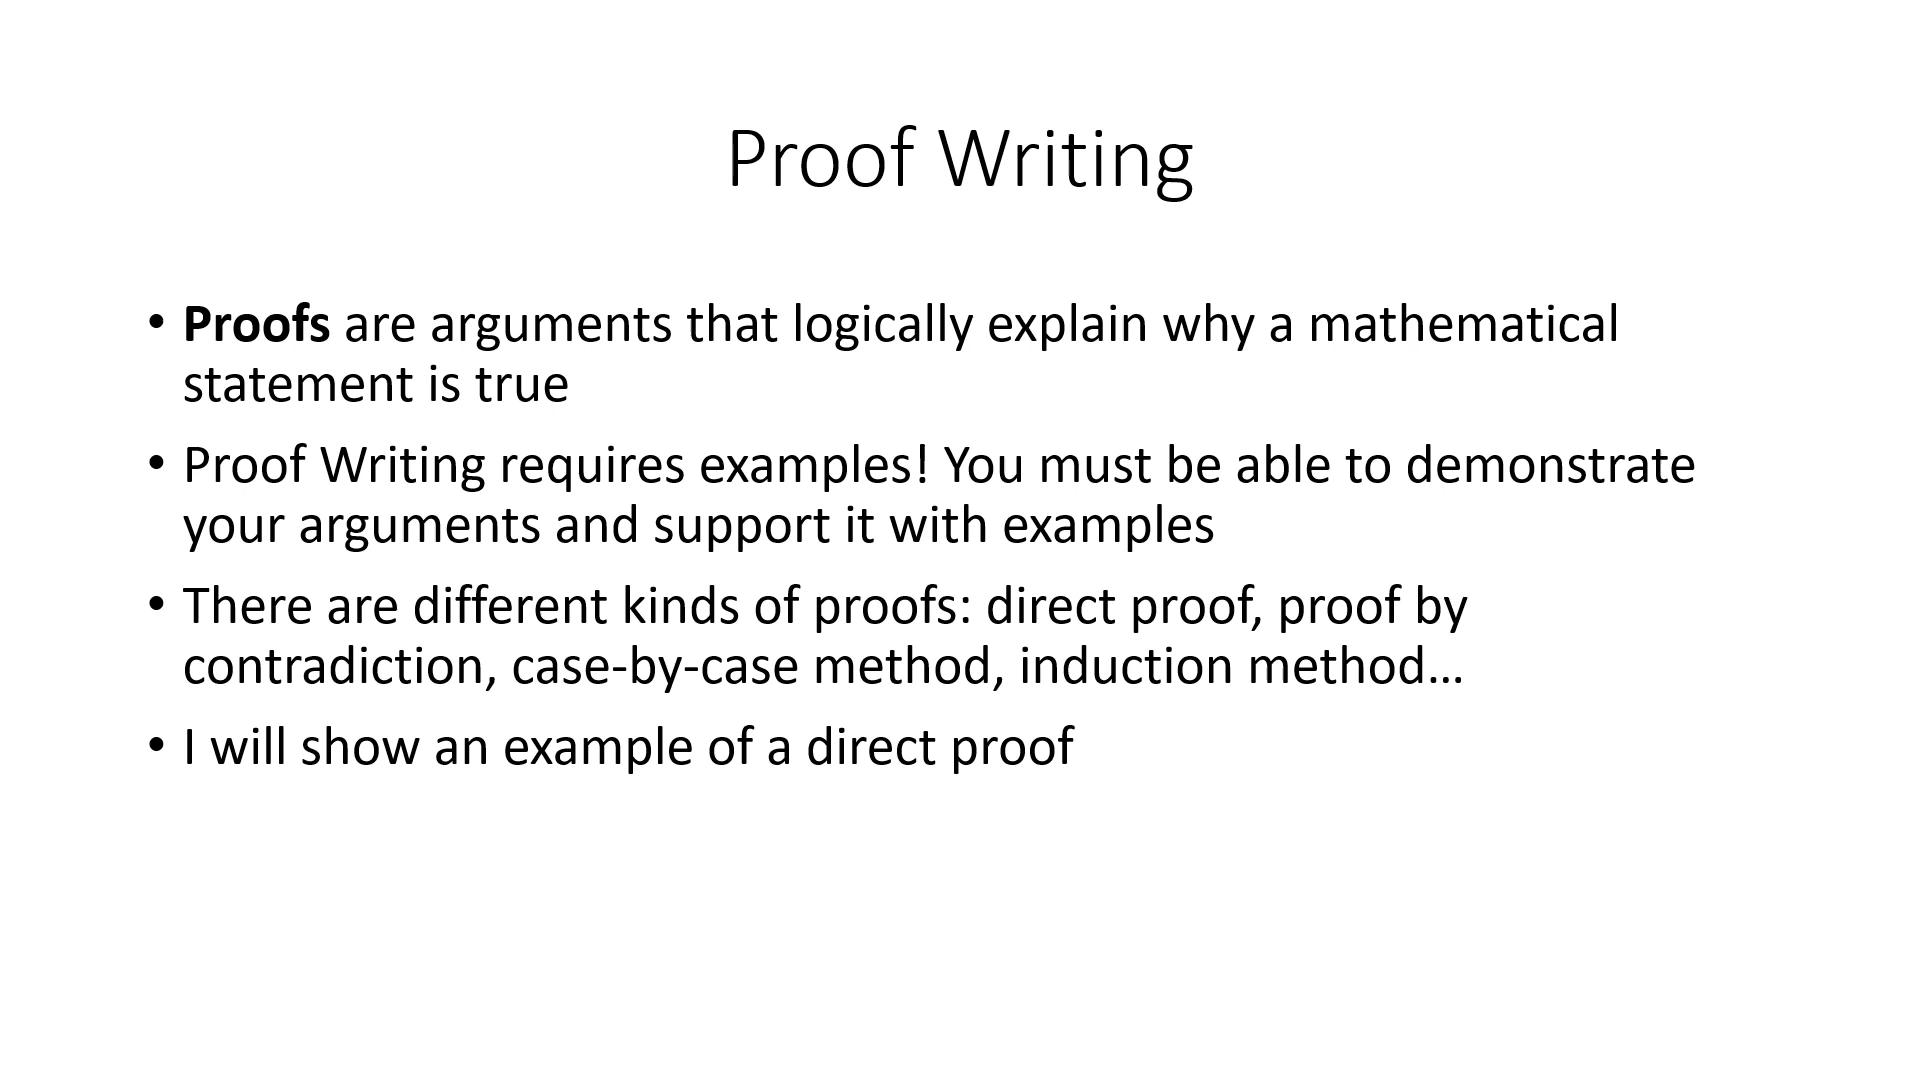 Proof Writing
• Proofs are arguments that logically explain why a mathematical
statement is true
• Proof Writing requires examples! You must be able to demonstrate
your arguments and support it with examples
• There are different kinds of proofs: direct proof, proof by
contradiction, case-by-case method, induction method…
• I will show an example of a direct proof